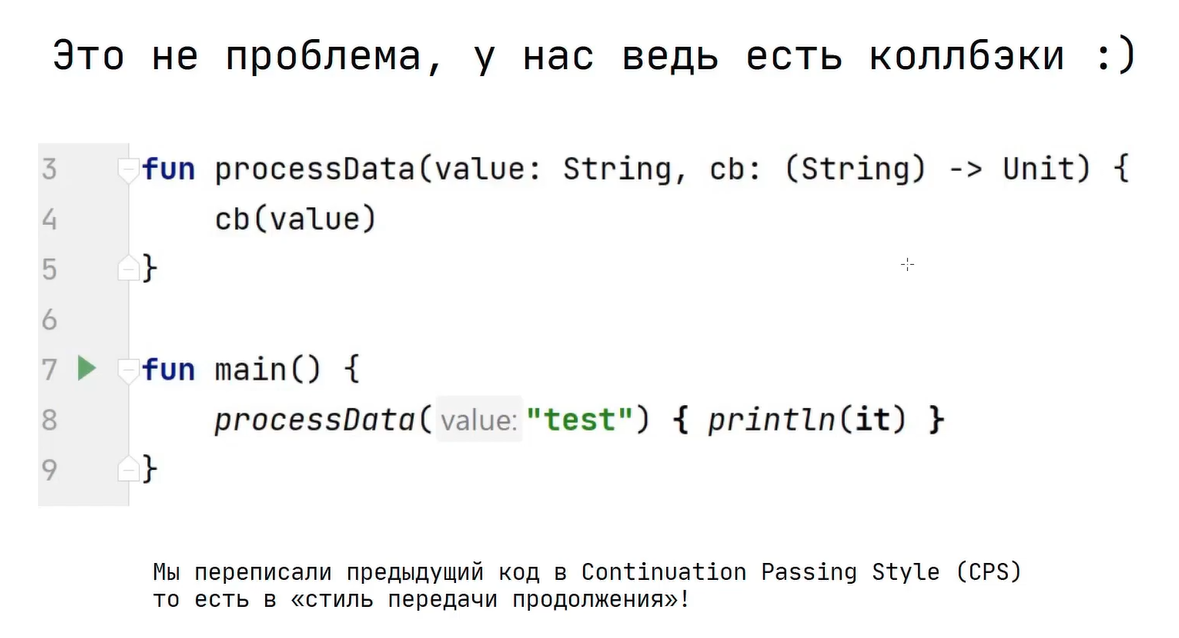 Это не проблема, у нас ведь есть коллбэки :)
3 fun processData(value: String, cb: (String) -> Unit) {
4 cb(value)
5 }
6
7 fun main() {
8 processData( value: "test") { println(it) }
9 }
Мы переписали предыдущий код в Continuation Passing Style (CPS)
то есть в «стиль передачи продолжения»!